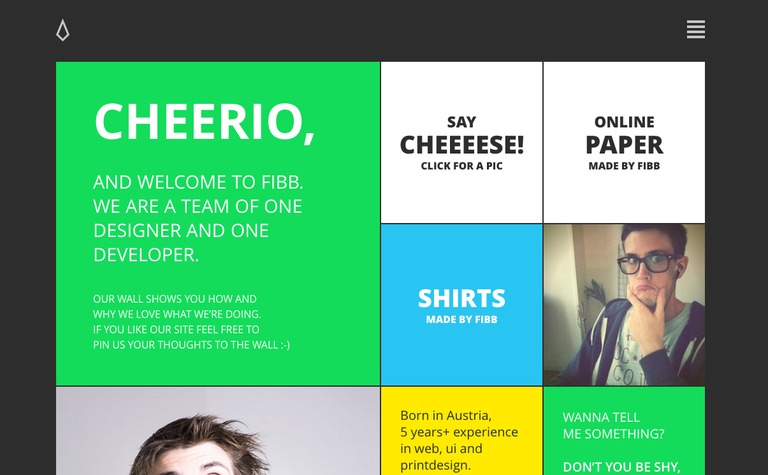 CHEERIO,
AND WELCOME TO FIBB.
WE ARE A TEAM OF ONE
DESIGNER AND ONE
DEVELOPER.
OUR WALL SHOWS YOU HOW AND
WHY WE LOVE WHAT WE'RE DOING.
IF YOU LIKE OUR SITE FEEL FREE TO
PIN US YOUR THOUGHTS TO THE WALL :-)
SAY
CHEEEESE!
CLICK FOR A PIC
ONLINE
PAPER
MADE BY FIBB
SHIRTS
MADE BY FIBB
Born in Austria,
5 years+ experience
in web, ui and
printdesign.
WANNA TELL
ME SOMETHING?
DON'T YOU BE SHY,